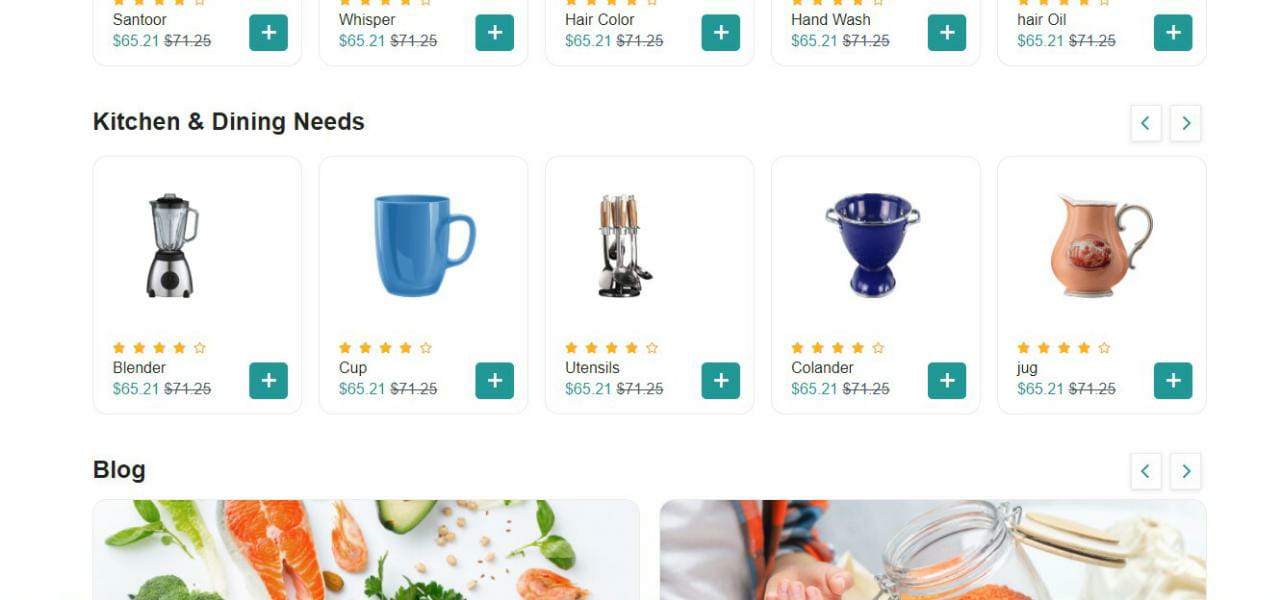 Santoor
$65.21 $71.25
Whisper
$65.21 $71.25
Hair Color
$65.21 $71.25
Hand Wash
$65.21 $71.25
hair Oil
$65.21 $71.25
Kitchen & Dining Needs
Blender
$65.21 $71.25
Cup
$65.21 $71.25
Utensils
$65.21 $71.25
Colander
$65.21 $71.25
jug
$65.21 $71.25
Blog